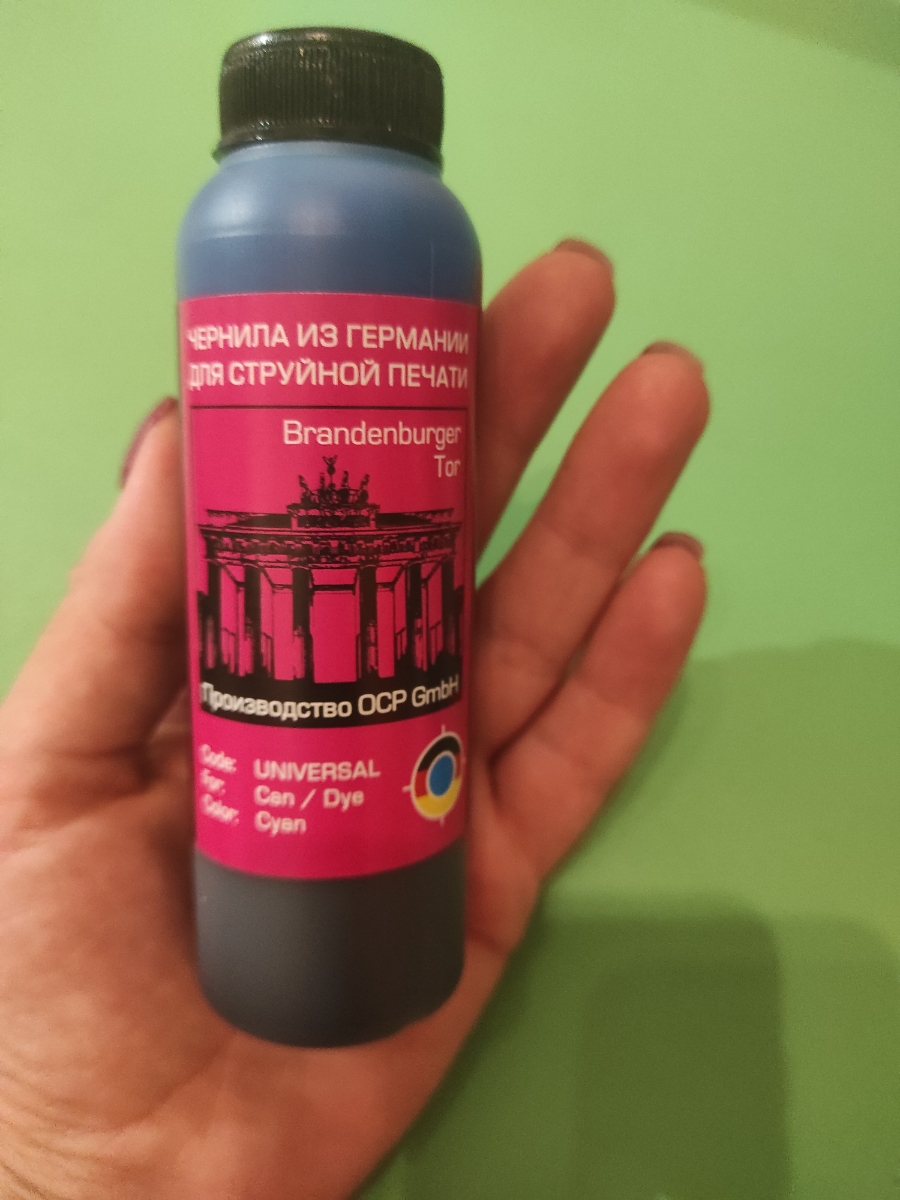 ЧЕРНИЛА ИЗ ГЕРМАНИИ
ДЛЯ СТРУЙНОЙ ПЕЧАТИ
Brandenburger
Tor
Производство OCP GmbH
Code: UNIVERSAL
For: Can / Dye
Color: Cyan